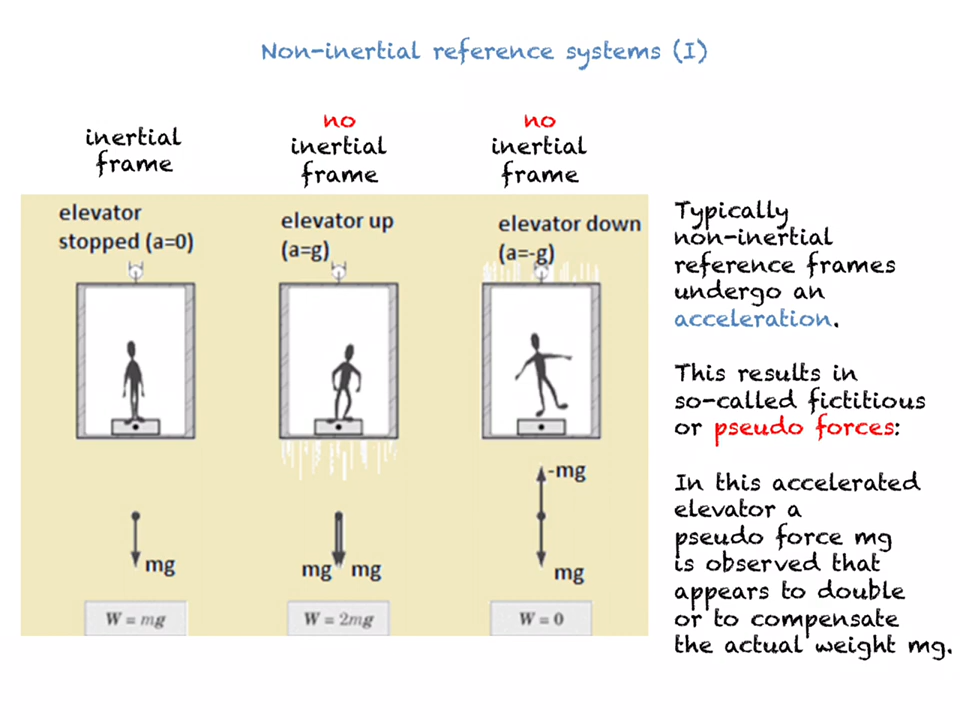 Non-inertial reference systems (I)
inertial
frame
no
inertial
frame
no
inertial
frame
elevator
stopped (a=0)
elevator up
(a=g)
elevator down
(a=-g)
mg
mg mg
-mg
mg
W = mg
W = 2mg
W = 0
Typically
non-inertial
reference frames
undergo an
acceleration.
This results in
so-called fictitious
or pseudo forces:
In this accelerated
elevator a
pseudo force mg
is observed that
appears to double
or to compensate
the actual weight mg.